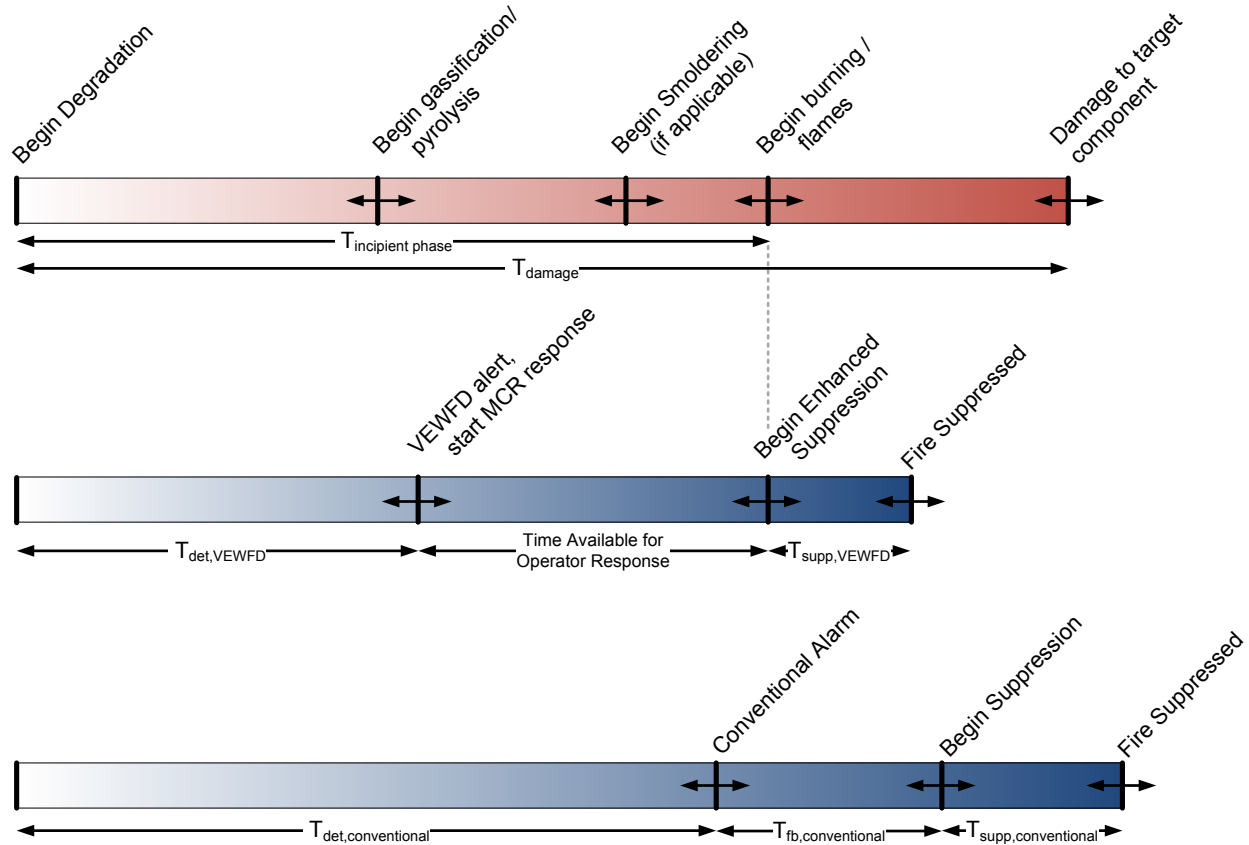 Begin Degradation
Begin gassification/
pyrolysis
Begin Smoldering
(if applicable)
Begin burning /
flames
Damage to target
component
Tincipient phase
Tdamage
VEWFD alert,
start MCR response
Begin Enhanced
Suppression
Fire Suppressed
Tdet,VEWFD
Time Available for
Operator Response
Tsupp,VEWFD
Conventional Alarm
Begin Suppression
Fire Suppressed
Tdet,conventional
Tfb,conventional
Tsupp,conventional